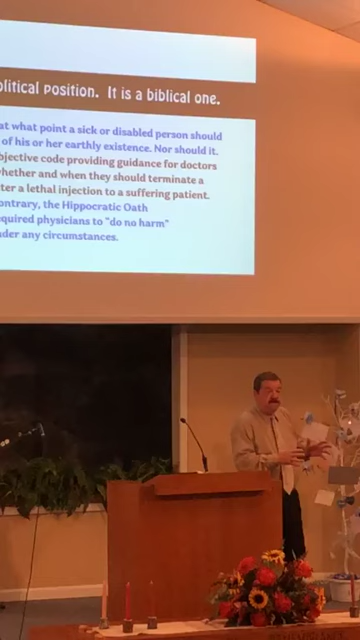 olitical position. It is a biblical one.
at what point a sick or disabled person should
of his or her earthly existence. Nor should it.
bjective code providing guidance for doctors
whether and when they should terminate a
ter a lethal injection to a suffering patient.
ontrary, the Hippocratic Oath
quired physicians to "do no harm"
nder any circumstances.